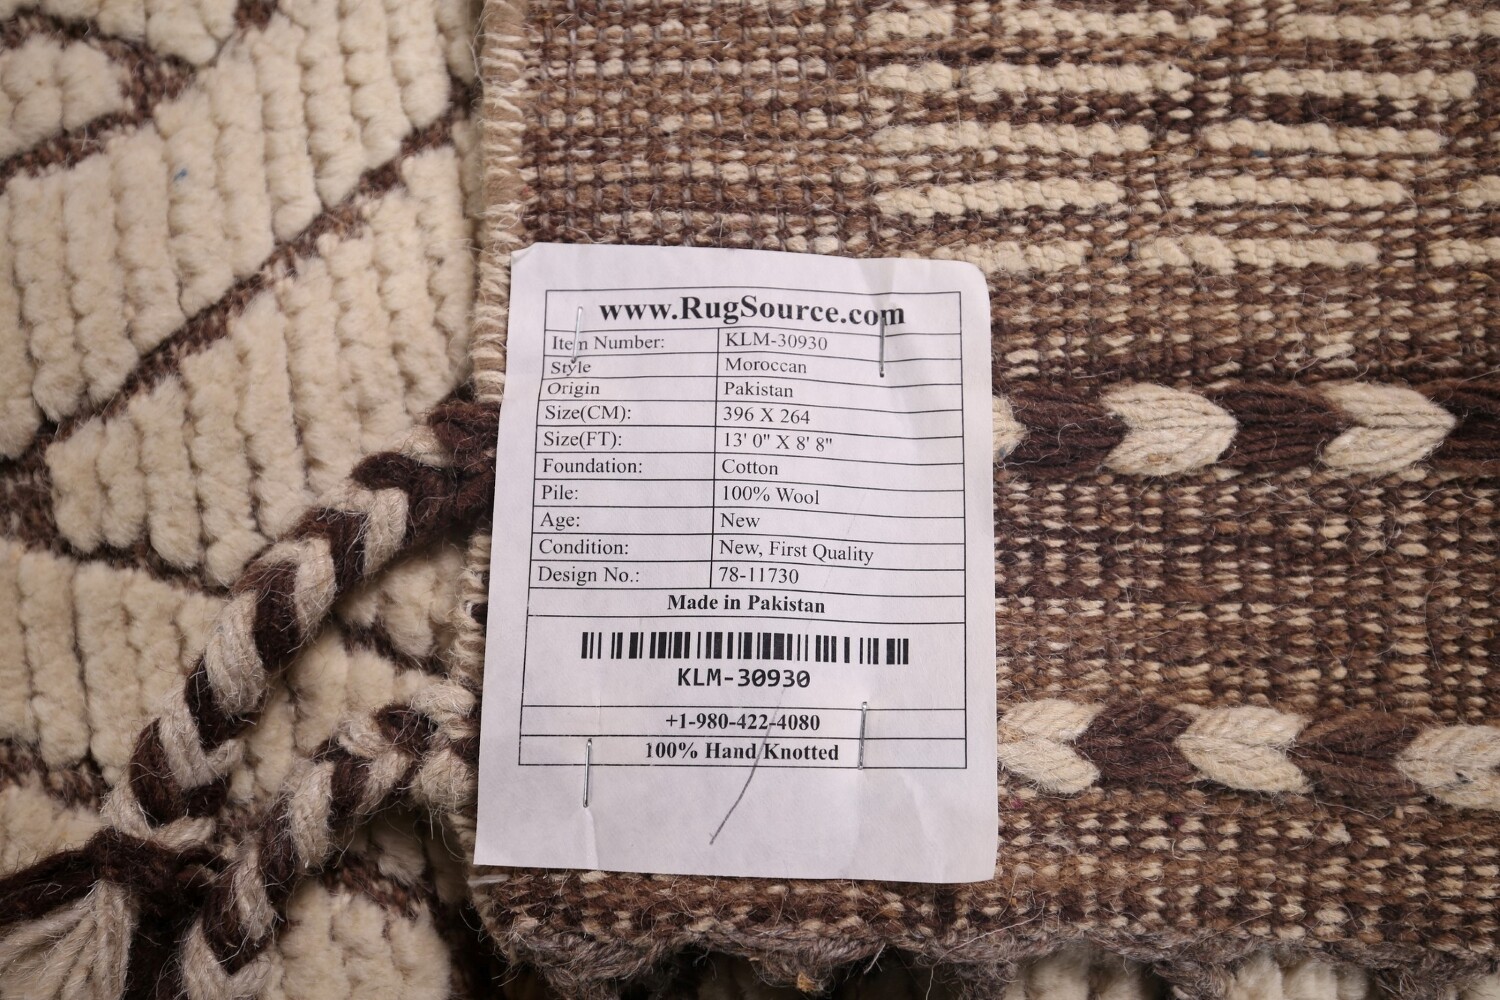 www.RugSource.com
Item Number: KLM-30930
Style Moroccan
Origin Pakistan
Size(CM): 396 X 264
Size(FT): 13' 0" X 8' 8"
Foundation: Cotton
Pile: 100% Wool
Age: New
Condition: New, First Quality
Design No.: 78-11730
Made in Pakistan
KLM-30930
+1-980-422-4080
100% Hand Knotted